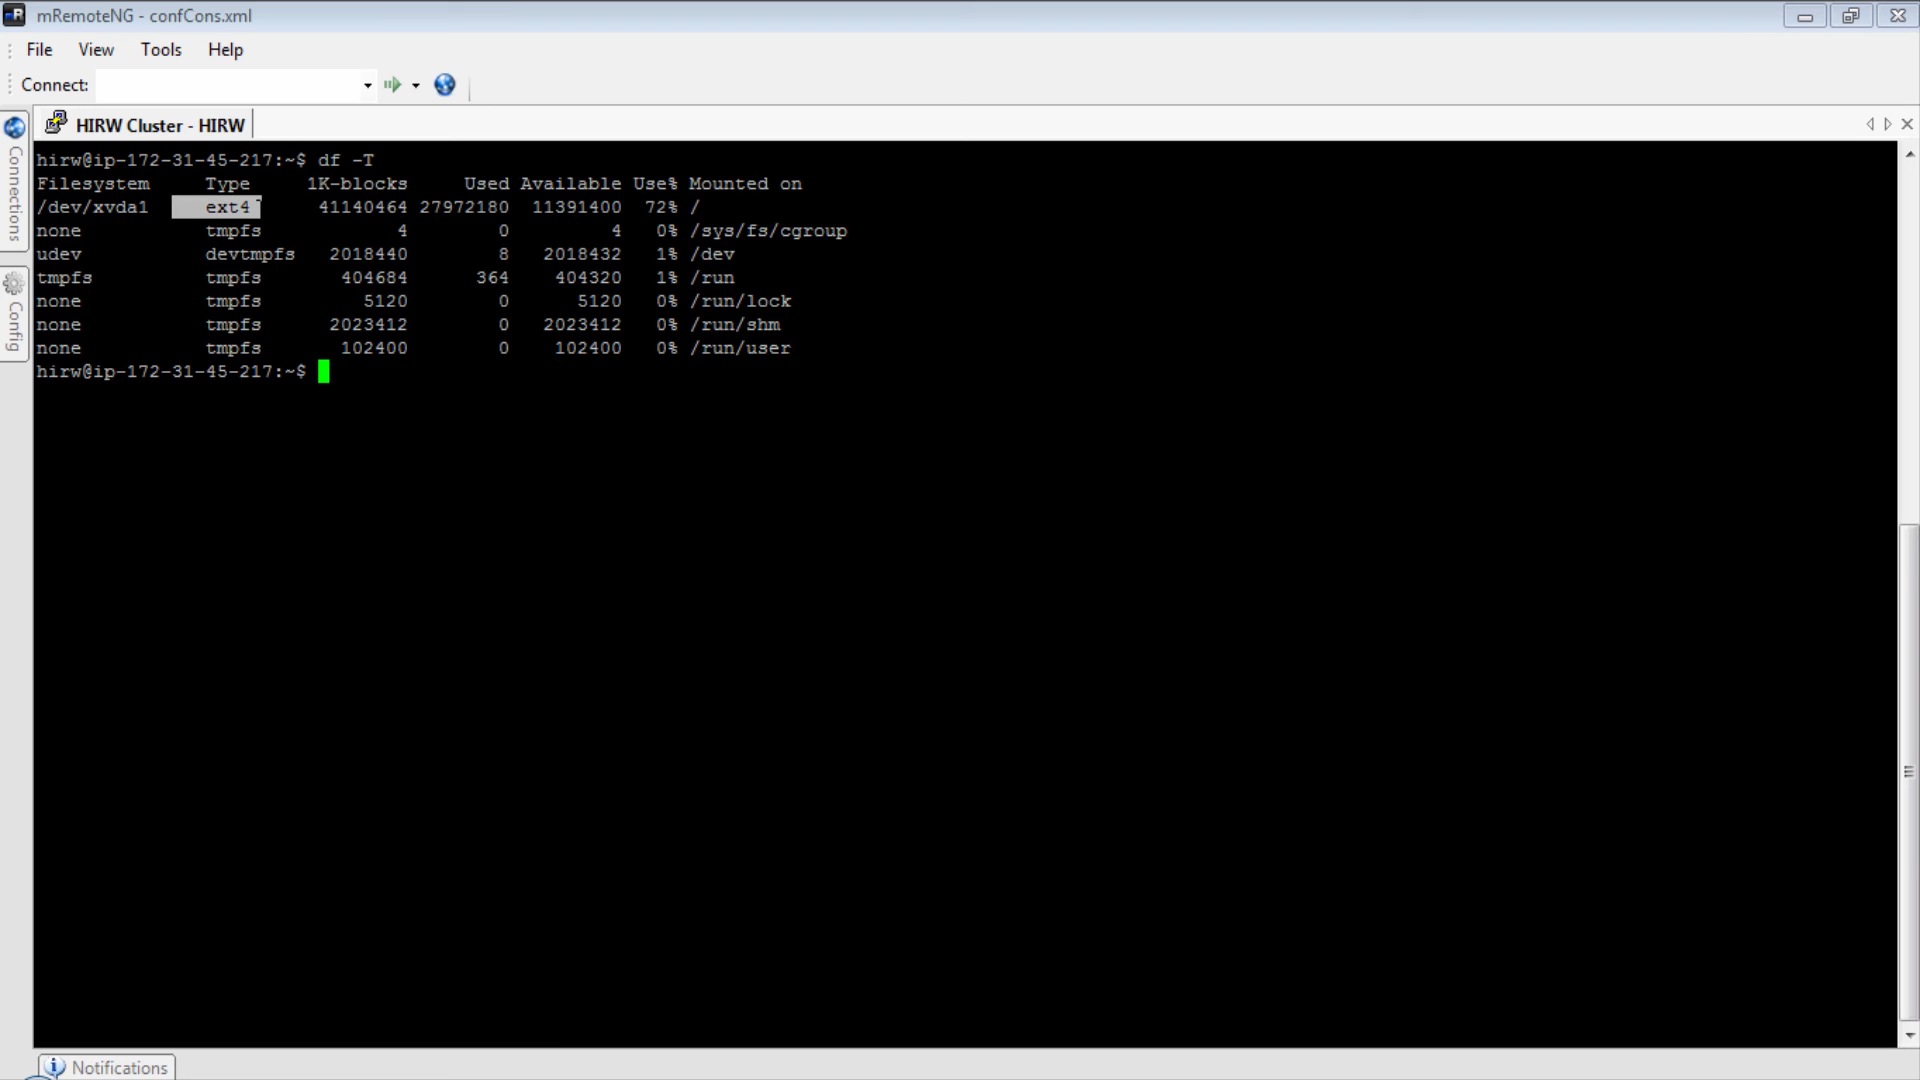 mRemoteNG - confCons.xml
File View Tools Help
Connect:
HIRW Cluster - HIRW
Connections
Config
hirw@ip-172-31-45-217:~$ df -T
Filesystem Type 1K-blocks Used Available Use% Mounted on
/dev/xvda1 ext4 41140464 27972180 11391400 72% /
none tmpfs 4 0 4 0% /sys/fs/cgroup
udev devtmpfs 2018440 8 2018432 1% /dev
tmpfs tmpfs 404684 364 404320 1% /run
none tmpfs 5120 0 5120 0% /run/lock
none tmpfs 2023412 0 2023412 0% /run/shm
none tmpfs 102400 0 102400 0% /run/user
hirw@ip-172-31-45-217:~$
Notifications